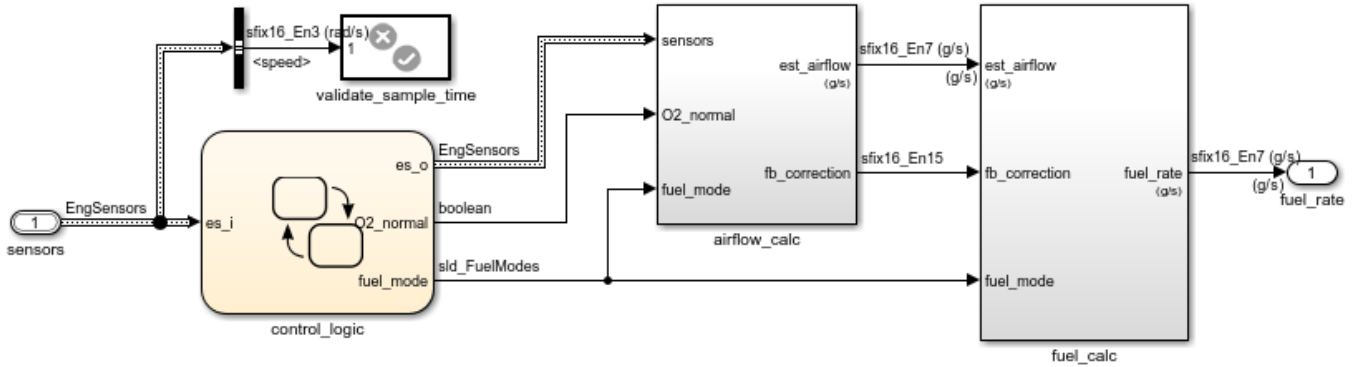 sfix16_En3 (rad/s)
<speed>
1
validate_sample_time
1
EngSensors
sensors
es_i
es_o
O2_normal
fuel_mode
control_logic
EngSensors
boolean
sld_FuelModes
sensors
O2_normal
fuel_mode
est_airflow
(g/s)
fb_correction
airflow_calc
sfix16_En7 (g/s)
(g/s)
sfix16_En15
est_airflow
(g/s)
fb_correction
fuel_mode
fuel_rate
(g/s)
fuel_calc
sfix16_En7 (g/s)
(g/s)
1
fuel_rate